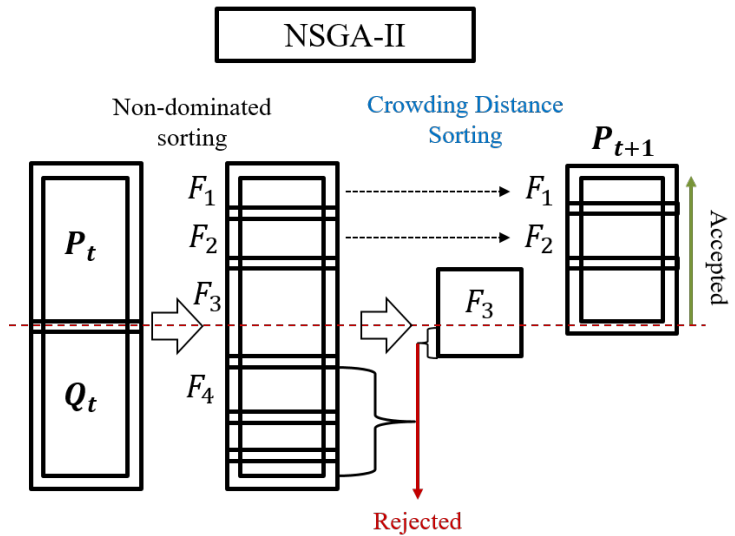 NSGA-II
Non-dominated
sorting
Crowding Distance
Sorting
P_{t+1}
F_1
F_1
P_t
F_2
F_2
Accepted
F_3
F_3
Q_t
F_4
Rejected